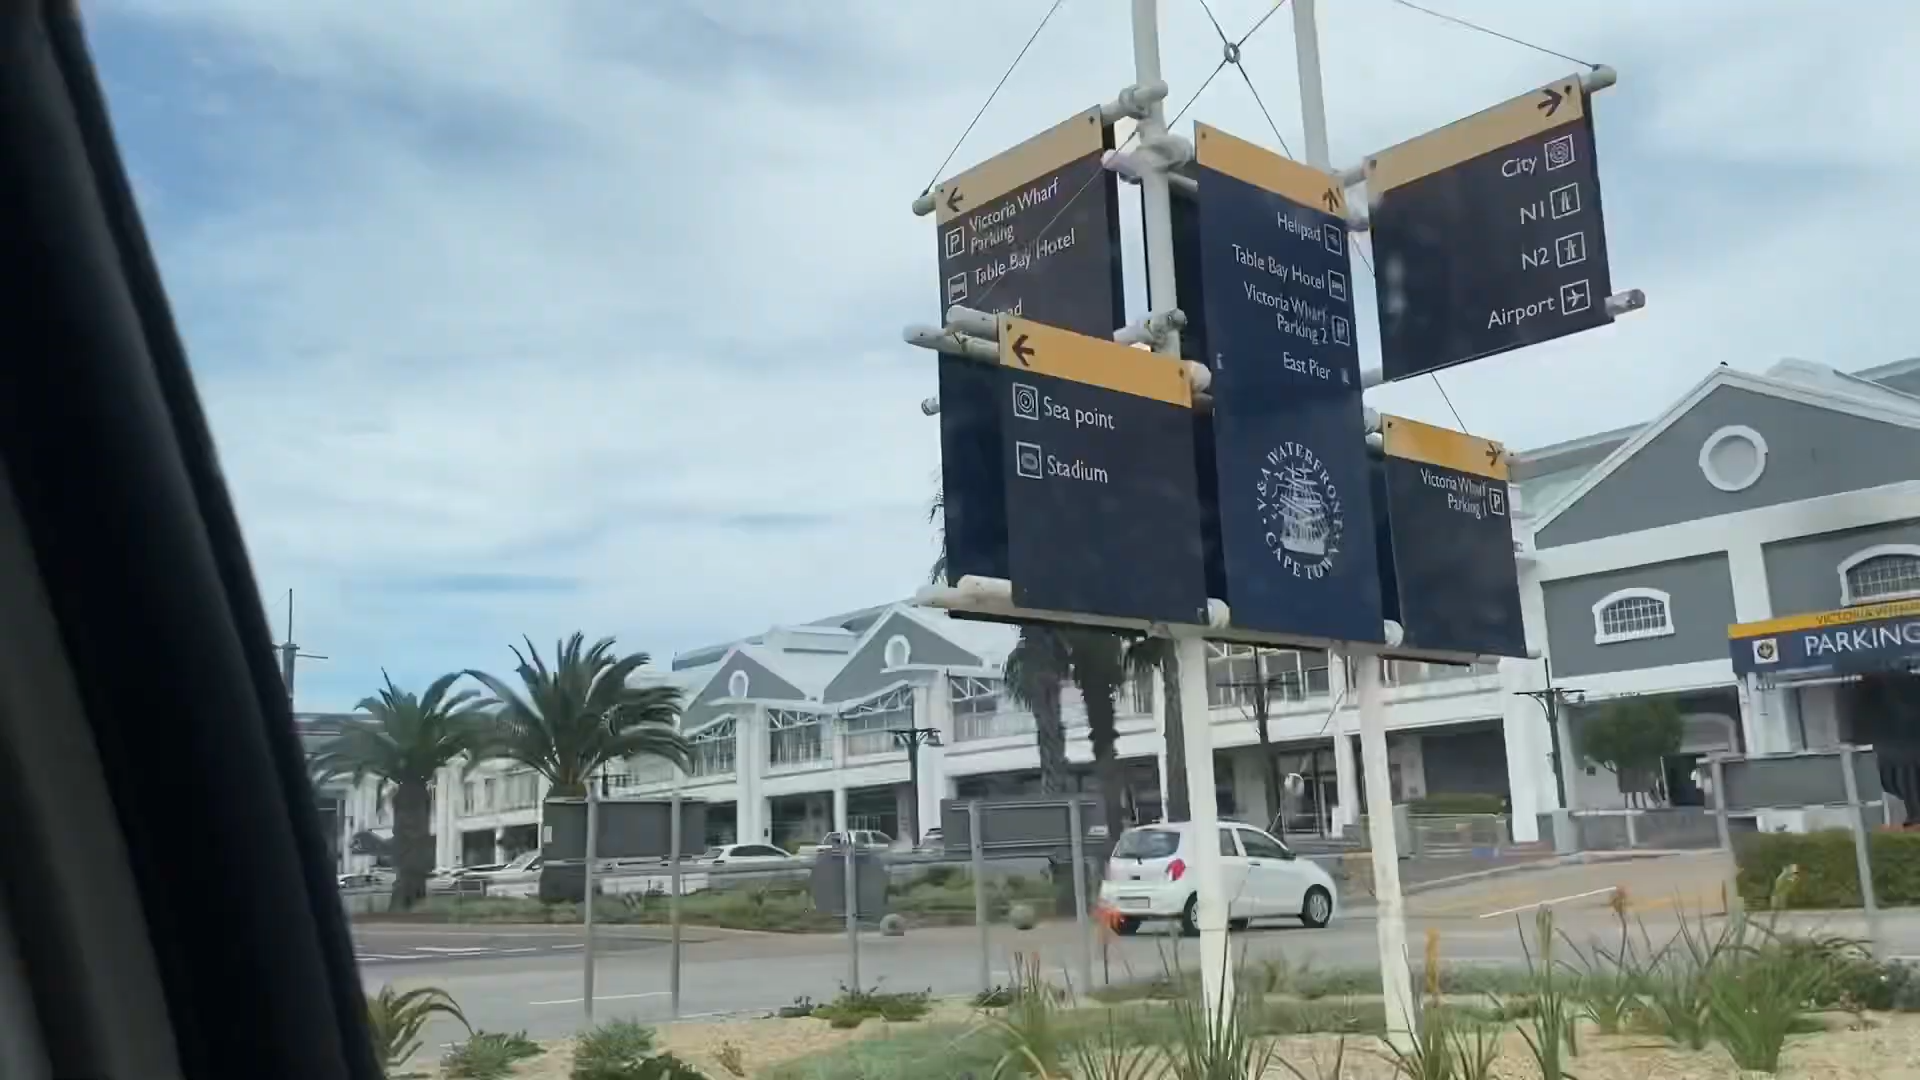 Victoria Wharf
Parking
Table Bay Hotel
Sea point
Stadium
Helipad
Table Bay Hotel
Victoria Wharf
Parking 2
East Pier
V&A WATERFRONT
CAPE TOWN
City
N1
N2
Airport
Victoria Wharf
Parking 1
PARKING